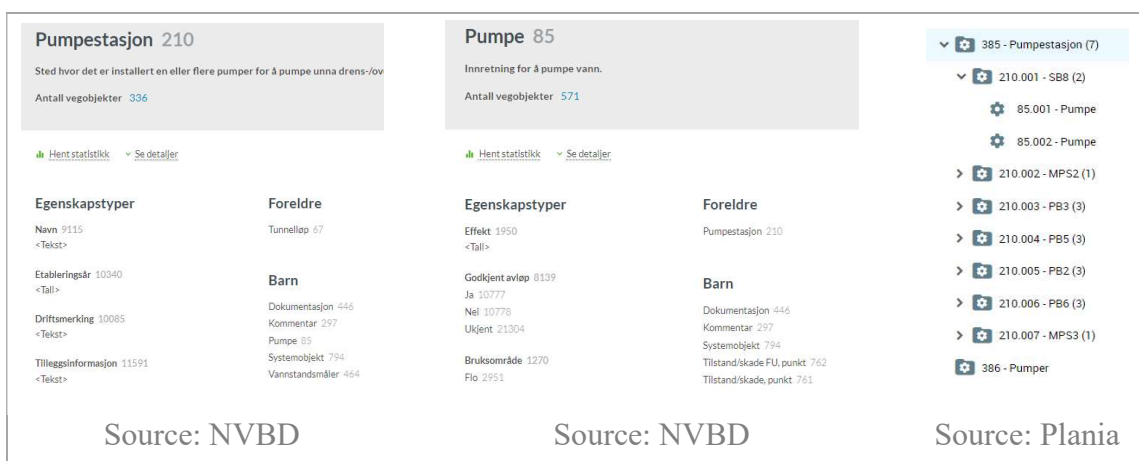 Pumpestasjon 210
Sted hvor det er installert en eller flere pumper for å pumpe unna drens-/ov
Antall vegobjekter 336
Hent statistikk Se detaljer
Egenskapstyper
Navn 9115
<Tekst>
Etableringsår 10340
<Tall>
Driftsmerking 10085
<Tekst>
Tilleggsinformasjon 11591
<Tekst>
Foreldre
Tunnelløp 67
Barn
Dokumentasjon 446
Kommentar 297
Pumpe 85
Systemobjekt 794
Vannstandsmåler 464
Source: NVBD
Pumpe 85
Innretning for å pumpe vann.
Antall vegobjekter 571
Hent statistikk Se detaljer
Egenskapstyper
Effekt 1950
<Tall>
Godkjent avløp 8139
Ja 10777
Nei 10778
Ukjent 21304
Bruksområde 1270
Flo 2951
Foreldre
Pumpestasjon 210
Barn
Dokumentasjon 446
Kommentar 297
Systemobjekt 794
Tilstand/skade FU, punkt 762
Tilstand/skade, punkt 761
Source: NVBD
385 - Pumpestasjon (7)
210.001 - SB8 (2)
85.001 - Pumpe
85.002 - Pumpe
210.002 - MPS2 (1)
210.003 - PB3 (3)
210.004 - PB5 (3)
210.005 - PB2 (3)
210.006 - PB6 (3)
210.007 - MPS3 (1)
386 - Pumper
Source: Plania